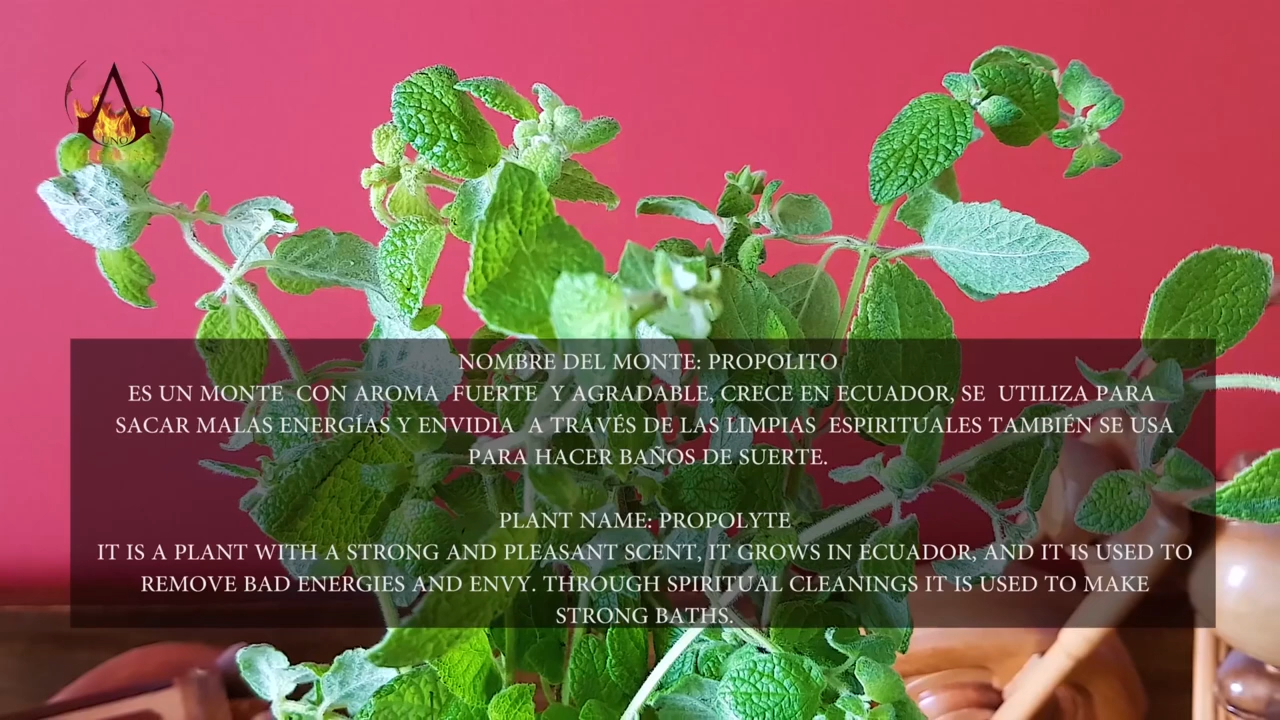 UNO
NOMBRE DEL MONTE: PROPOLITO
ES UN MONTE CON AROMA FUERTE Y AGRADABLE, CRECE EN ECUADOR, SE UTILIZA PARA
SACAR MALAS ENERGÍAS Y ENVIDIA A TRAVÉS DE LAS LIMPIAS ESPIRITUALES TAMBIÉN SE USA
PARA HACER BAÑOS DE SUERTE.
PLANT NAME: PROPOLYTE
IT IS A PLANT WITH A STRONG AND PLEASANT SCENT, IT GROWS IN ECUADOR, AND IT IS USED TO
REMOVE BAD ENERGIES AND ENVY. THROUGH SPIRITUAL CLEANINGS IT IS USED TO MAKE
STRONG BATHS.